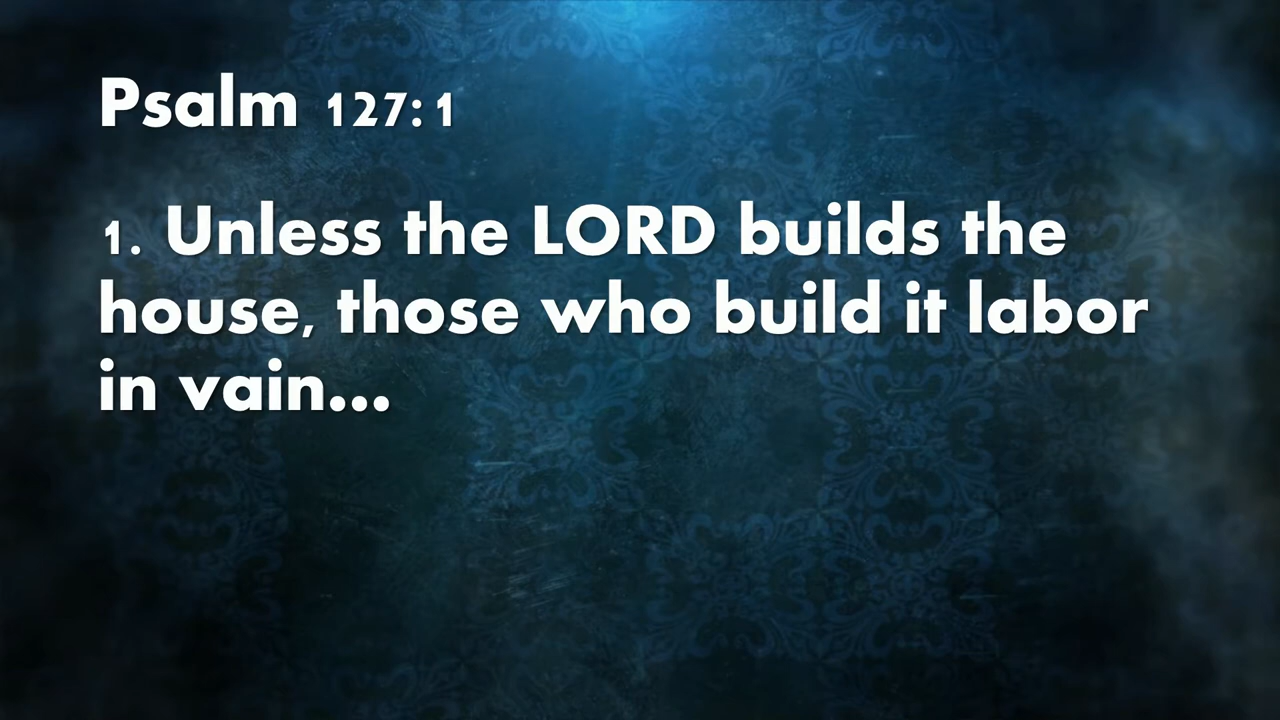 Psalm 127:1
1. Unless the LORD builds the
house, those who build it labor
in vain...